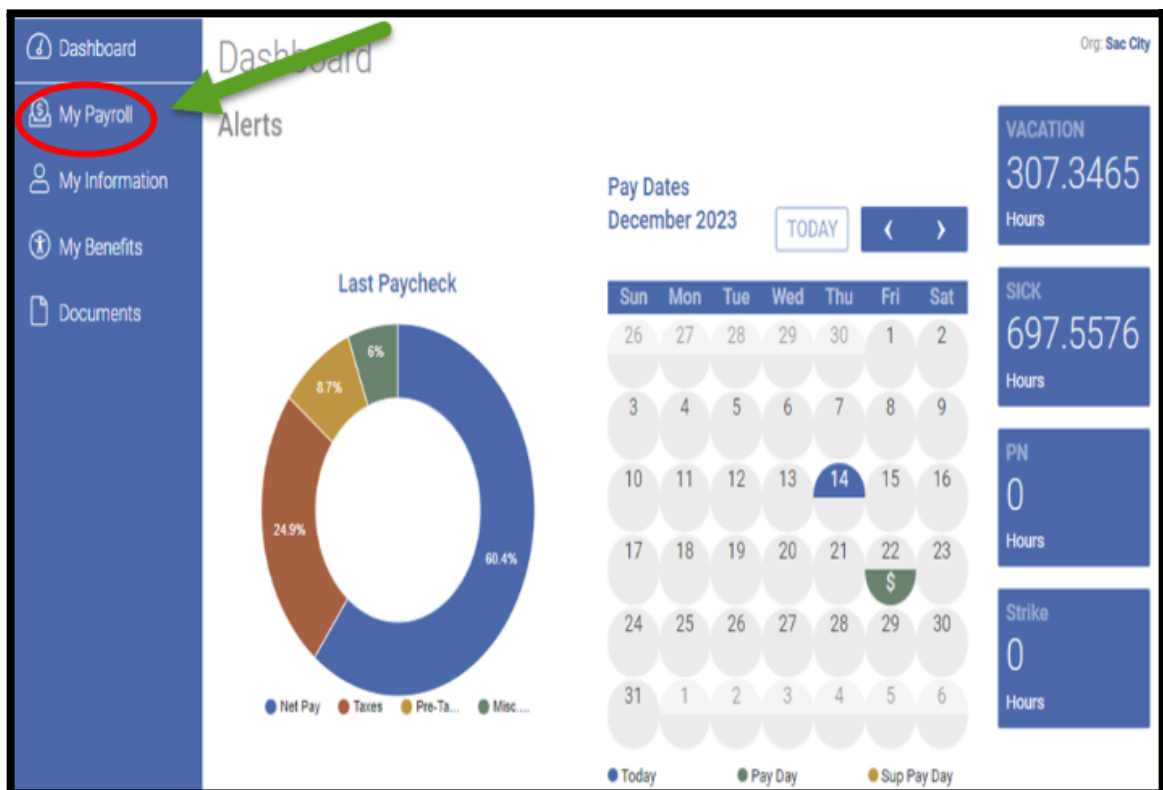 Dashboard
My Payroll
My Information
My Benefits
Documents
Dashboard
Org: Sac City
Alerts
Last Paycheck
6%
8.7%
24.9%
60.4%
Net Pay Taxes Pre-Ta... Misc....
Pay Dates
December 2023
TODAY
Sun Mon Tue Wed Thu Fri Sat
26 27 28 29 30 1 2
3 4 5 6 7 8 9
10 11 12 13 14 15 16
17 18 19 20 21 22 23
$
24 25 26 27 28 29 30
31 1 2 3 4 5 6
Today Pay Day Sup Pay Day
VACATION
307.3465
Hours
SICK
697.5576
Hours
PN
0
Hours
Strike
0
Hours